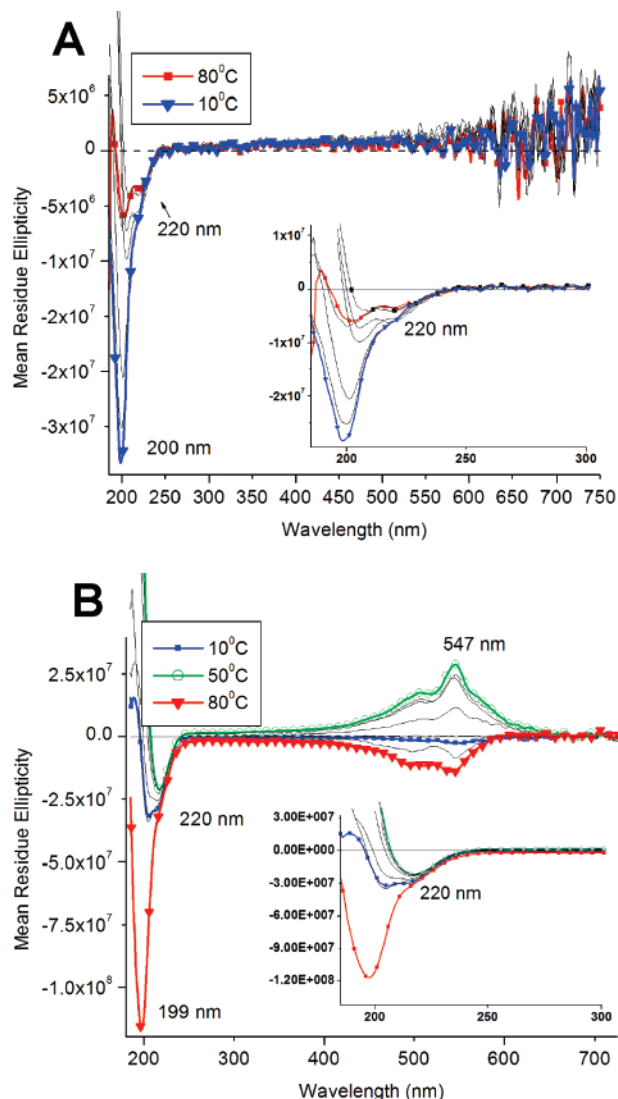 A
80⁰C
10⁰C
5x10⁶
0
-5x10⁶
-1x10⁷
-2x10⁷
-2x10⁷
-3x10⁷
Mean Residue Ellipticity
220 nm
200 nm
1x10⁷
0
-1x10⁷
-2x10⁷
220 nm
200 250 300
200 250 300 350 400 450 500 550 600 650 700 750
Wavelength (nm)
B
10⁰C
50⁰C
80⁰C
547 nm
2.5x10⁷
0.0
-2.5x10⁷
-5.0x10⁷
-7.5x10⁷
-1.0x10⁸
Mean Residue Ellipticity
220 nm
199 nm
3.00E+007
0.00E+000
-3.00E+007
-6.00E+007
-9.00E+007
-1.20E+008
220 nm
200 250 300
200 300 400 500 600 700
Wavelength (nm)